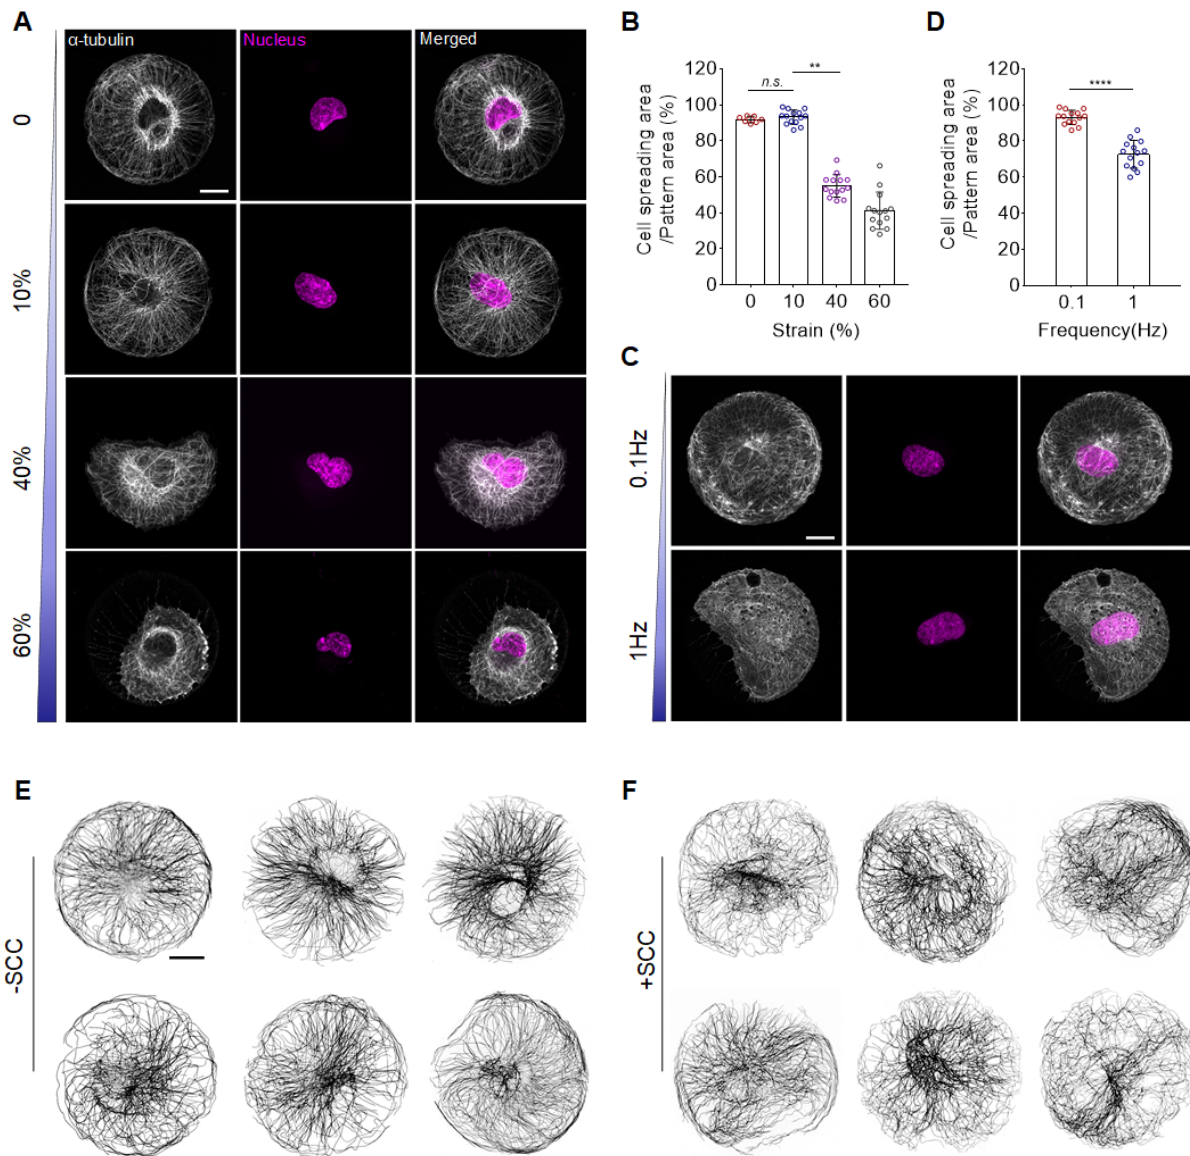 A
α-tubulin
Nucleus
Merged
0
10%
40%
60%
B
Cell spreading area
/Pattern area (%)
120
100
80
60
40
20
0
n.s.
**
0 10 40 60
Strain (%)
D
Cell spreading area
/Pattern area (%)
120
100
80
60
40
20
0
****
0.1 1
Frequency(Hz)
C
0.1Hz
1Hz
E
-SCC
F
+SCC